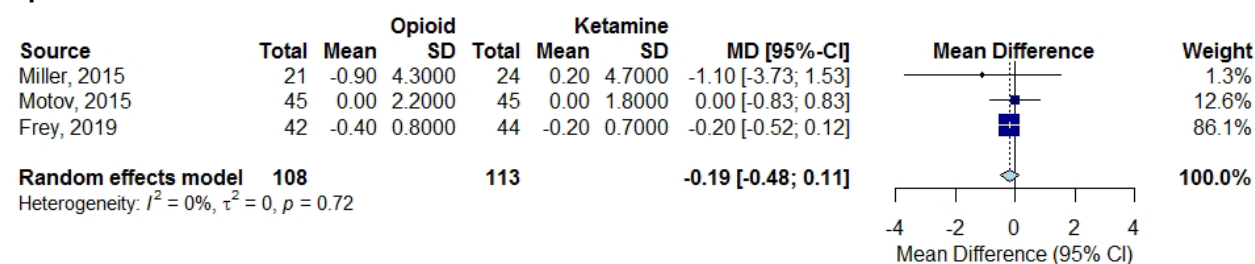 Opioid Ketamine
Source Total Mean SD Total Mean SD MD [95%-CI] Mean Difference Weight
Miller, 2015 21 -0.90 4.3000 24 0.20 4.7000 -1.10 [-3.73; 1.53] 1.3%
Motov, 2015 45 0.00 2.2000 45 0.00 1.8000 0.00 [-0.83; 0.83] 12.6%
Frey, 2019 42 -0.40 0.8000 44 -0.20 0.7000 -0.20 [-0.52; 0.12] 86.1%
Random effects model 108 113 -0.19 [-0.48; 0.11] 100.0%
Heterogeneity: I² = 0%, τ² = 0, p = 0.72
-4 -2 0 2 4
Mean Difference (95% CI)